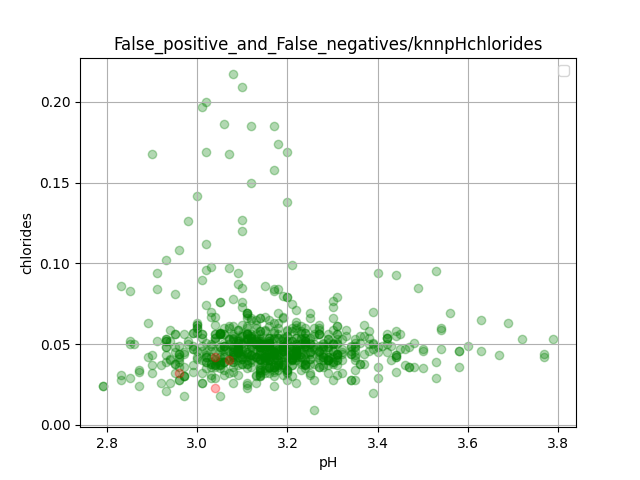 False_positive_and_False_negatives/knnpHchlorides
0.20
0.15
0.10
0.05
0.00
chlorides
2.8 3.0 3.2 3.4 3.6 3.8
pH